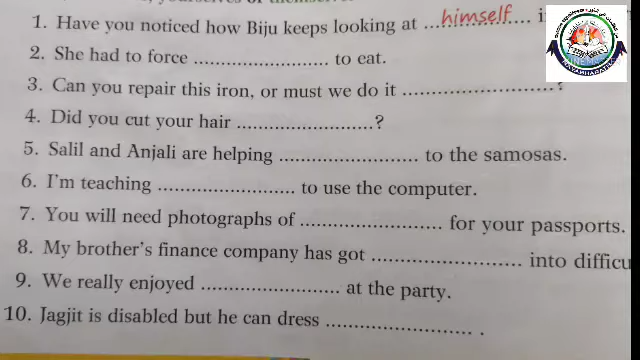 yourselves or themselves
1. Have you noticed how Biju keeps looking at ....himself....
2. She had to force ........................ to eat.
3. Can you repair this iron, or must we do it ........................?
4. Did you cut your hair ........................?
5. Salil and Anjali are helping ........................ to the samosas.
6. I'm teaching ........................ to use the computer.
7. You will need photographs of ........................ for your passports.
8. My brother's finance company has got ........................ into
9. We really enjoyed ........................ at the party.
10. Jagjit is disabled but he can dress ........................ .